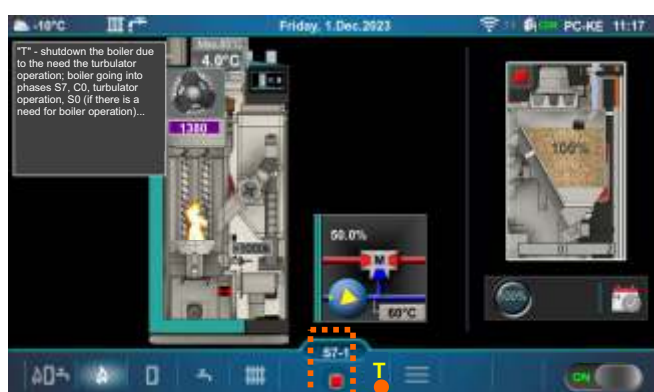 -10°C
Friday, 1.Dec.2023
PC-KE 11:17
"T" - shutdown the boiler due
to the need the turbulator
operation; boiler going into
phases S7, C0, turbulator
operation, S0 (if there is a
need for boiler operation)...
4.0°C
1380
100%
50.0%
M
60°C
100%
S7-1
T
ON